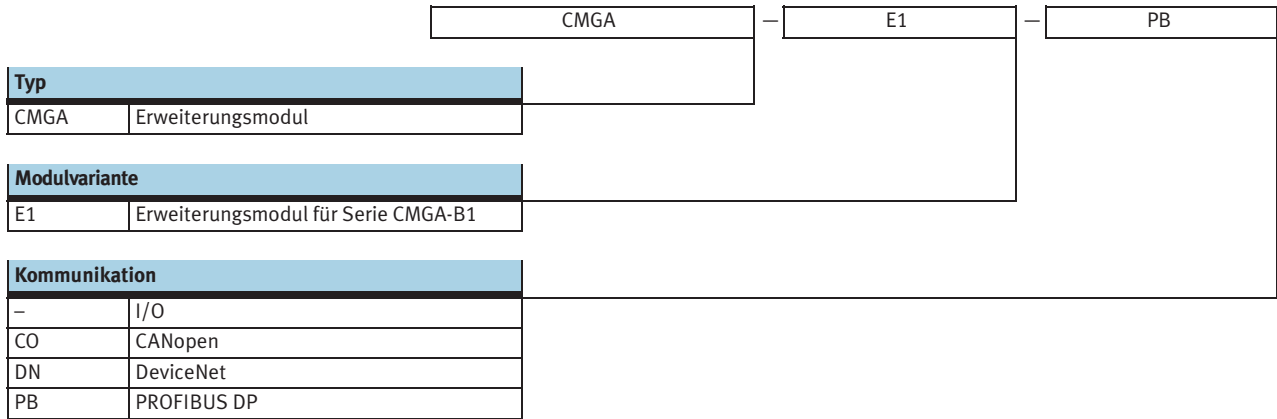 CMGA — E1 — PB
Typ
CMGA Erweiterungsmodul
Modulvariante
E1 Erweiterungsmodul für Serie CMGA-B1
Kommunikation
– I/O
CO CANopen
DN DeviceNet
PB PROFIBUS DP